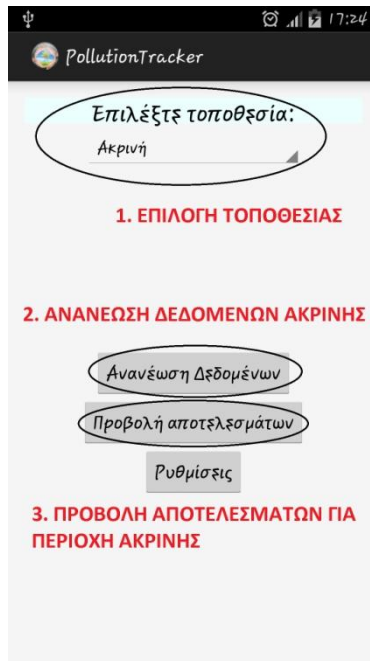 17:24
PollutionTracker
Επιλέξτε τοποθεσία:
Ακρινή
1. ΕΠΙΛΟΓΗ ΤΟΠΟΘΕΣΙΑΣ
2. ΑΝΑΝΕΩΣΗ ΔΕΔΟΜΕΝΩΝ ΑΚΡΙΝΗΣ
Ανανέωση Δεδομένων
Προβολή αποτελεσμάτων
Ρυθμίσεις
3. ΠΡΟΒΟΛΗ ΑΠΟΤΕΛΕΣΜΑΤΩΝ ΓΙΑ
ΠΕΡΙΟΧΗ ΑΚΡΙΝΗΣ